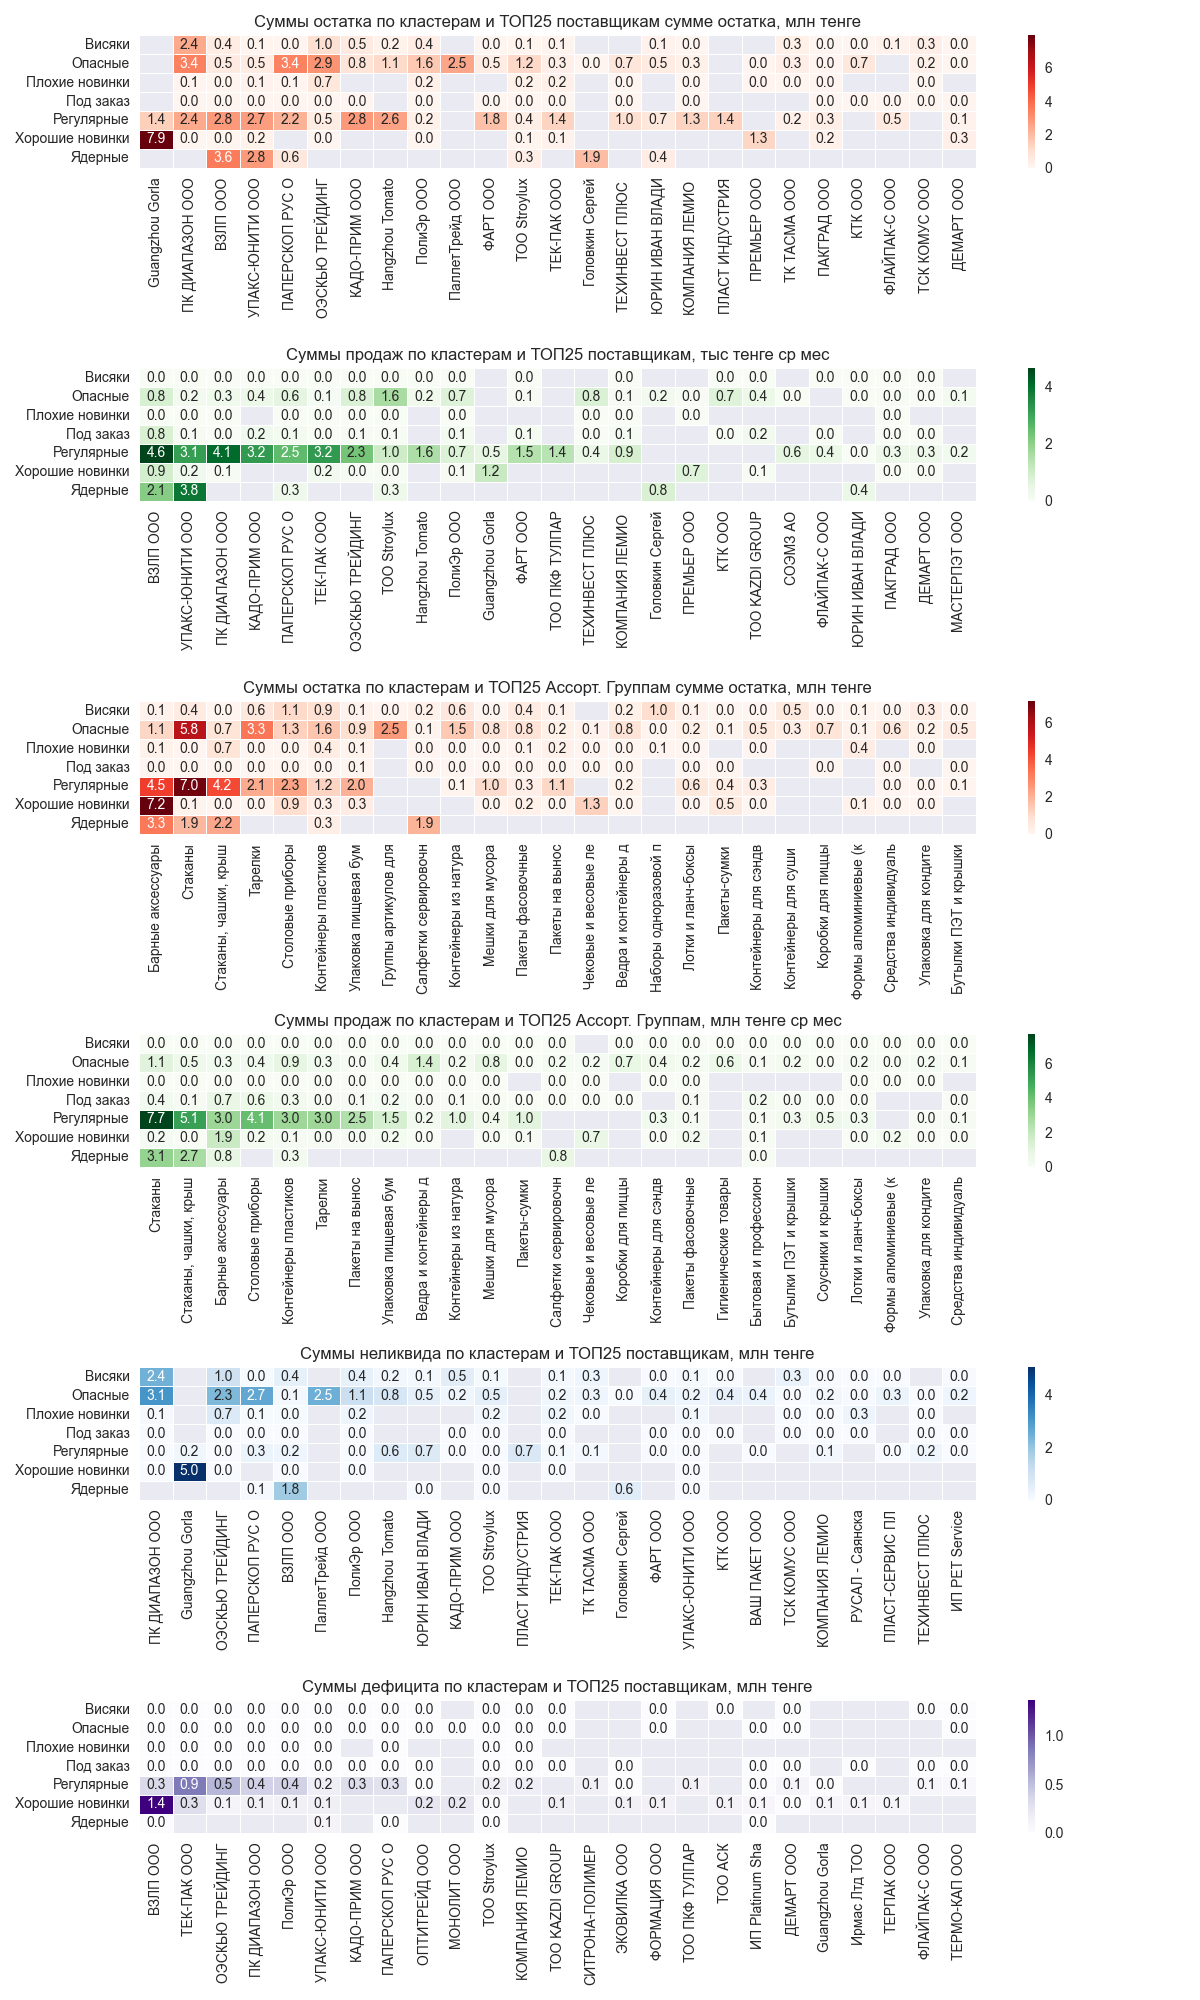 Суммы остатка по кластерам и ТОП25 поставщикам сумме остатка, млн тенге
Висяки 2.4 0.4 0.1 0.0 1.0 0.5 0.2 0.4 0.0 0.1 0.1 0.1 0.0 0.3 0.0 0.0 0.1 0.3 0.0
Опасные 3.4 0.5 0.5 3.4 2.9 0.8 1.1 1.6 2.5 0.5 1.2 0.3 0.0 0.7 0.5 0.3 0.0 0.3 0.0 0.7 0.2 0.0
Плохие новинки 0.1 0.0 0.1 0.1 0.7 0.2 0.2 0.2 0.0 0.0 0.0 0.0 0.0
Под заказ 0.0 0.0 0.0 0.0 0.0 0.0 0.0 0.0 0.0 0.0 0.0 0.0 0.0 0.0 0.0 0.0 0.0
Регулярные 1.4 2.4 2.8 2.7 2.2 0.5 2.8 2.6 0.2 1.8 0.4 1.4 1.0 0.7 1.3 1.4 0.2 0.3 0.5 0.1
Хорошие новинки 7.9 0.0 0.0 0.2 0.0 0.1 0.1 1.3 0.2 0.3
Ядерные 3.6 2.8 0.6 0.3 1.9 0.4
6
4
2
0
Guangzhou Gorla
ПК ДИАПАЗОН ООО
ВЗЛП ООО
УПАКС-ЮНИТИ ООО
ПАПЕРСКОП РУС О
ОЭСКЬЮ ТРЕЙДИНГ
КАДО-ПРИМ ООО
Hangzhou Tomato
ПолиЭр ООО
ПаллетТрейд ООО
ФАРТ ООО
ТОО Stroylux
ТЕК-ПАК ООО
Головкин Сергей
ТЕХИНВЕСТ ПЛЮС
ЮРИН ИВАН ВЛАДИ
КОМПАНИЯ ЛЕМИО
ПЛАСТ ИНДУСТРИЯ
ПРЕМЬЕР ООО
ТК ТАСМА ООО
ПАКГРАД ООО
КТК ООО
ФЛАЙПАК-С ООО
ТСК КОМУС ООО
ДЕМАРТ ООО
Суммы продаж по кластерам и ТОП25 поставщикам, тыс тенге ср мес
Висяки 0.0 0.0 0.0 0.0 0.0 0.0 0.0 0.0 0.0 0.0 0.0 0.0 0.0 0.0 0.0 0.0 0.0 0.0
Опасные 0.8 0.2 0.3 0.4 0.6 0.1 0.8 1.6 0.2 0.7 0.1 0.8 0.1 0.2 0.0 0.7 0.4 0.0 0.0 0.0 0.0 0.0 0.1
Плохие новинки 0.0 0.0 0.0 0.0 0.0 0.0 0.0 0.0 0.0 0.0 0.0 0.0
Под заказ 0.8 0.1 0.0 0.2 0.1 0.0 0.1 0.1 0.1 0.1 0.0 0.1 0.0 0.2 0.0 0.0 0.0
Регулярные 4.6 3.1 4.1 3.2 2.5 3.2 2.3 1.0 1.6 0.7 0.5 1.5 1.4 0.4 0.9 0.6 0.4 0.0 0.3 0.3 0.2
Хорошие новинки 0.9 0.2 0.1 0.2 0.0 0.0 0.1 1.2 0.7 0.1 0.0 0.0
Ядерные 2.1 3.8 0.3 0.3 0.8 0.4
4
2
0
ВЗЛП ООО
УПАКС-ЮНИТИ ООО
ПК ДИАПАЗОН ООО
КАДО-ПРИМ ООО
ПАПЕРСКОП РУС О
ТЕК-ПАК ООО
ОЭСКЬЮ ТРЕЙДИНГ
ТОО Stroylux
Hangzhou Tomato
ПолиЭр ООО
Guangzhou Gorla
ФАРТ ООО
ТОО ПКФ ТУЛПАР
ТЕХИНВЕСТ ПЛЮС
КОМПАНИЯ ЛЕМИО
Головкин Сергей
ПРЕМЬЕР ООО
КТК ООО
ТОО KAZDI GROUP
СОЭМЗ АО
ФЛАЙПАК-С ООО
ЮРИН ИВАН ВЛАДИ
ПАКГРАД ООО
ДЕМАРТ ООО
МАСТЕРПЭТ ООО
Суммы остатка по кластерам и ТОП25 Ассорт. Группам сумме остатка, млн тенге
Висяки 0.1 0.4 0.0 0.6 1.1 0.9 0.1 0.0 0.2 0.6 0.0 0.4 0.1 0.2 1.0 0.1 0.0 0.0 0.5 0.0 0.1 0.0 0.3 0.0
Опасные 1.1 5.8 0.7 3.3 1.3 1.6 0.9 2.5 0.1 1.5 0.8 0.8 0.2 0.1 0.8 0.0 0.2 0.1 0.5 0.3 0.7 0.1 0.6 0.2 0.5
Плохие новинки 0.1 0.0 0.7 0.0 0.0 0.4 0.1 0.0 0.0 0.0 0.1 0.2 0.0 0.0 0.1 0.0 0.0 0.4 0.0
Под заказ 0.0 0.0 0.0 0.0 0.0 0.0 0.1 0.0 0.0 0.0 0.0 0.0 0.0 0.0 0.0 0.0 0.0 0.0 0.0
Регулярные 4.5 7.0 4.2 2.1 2.3 1.2 2.0 0.1 1.0 0.3 1.1 0.2 0.6 0.4 0.3 0.0 0.0 0.1
Хорошие новинки 7.2 0.1 0.0 0.0 0.9 0.3 0.3 0.0 0.2 0.0 1.3 0.0 0.0 0.5 0.0 0.1 0.0 0.0
Ядерные 3.3 1.9 2.2 0.3 1.9
6
4
2
0
Барные аксессуары
Стаканы
Стаканы, чашки, крыш
Тарелки
Столовые приборы
Контейнеры пластиков
Упаковка пищевая бум
Группы артикулов для
Салфетки сервировочн
Контейнеры из натура
Мешки для мусора
Пакеты фасовочные
Пакеты на вынос
Чековые и весовые ле
Ведра и контейнеры д
Наборы одноразовой п
Лотки и ланч-боксы
Пакеты-сумки
Контейнеры для сэндв
Контейнеры для суши
Коробки для пиццы
Формы алюминиевые (к
Средства индивидуаль
Упаковка для кондите
Бутылки ПЭТ и крышки
Суммы продаж по кластерам и ТОП25 Ассорт. Группам, млн тенге ср мес
Висяки 0.0 0.0 0.0 0.0 0.0 0.0 0.0 0.0 0.0 0.0 0.0 0.0 0.0 0.0 0.0 0.0 0.0 0.0 0.0 0.0 0.0 0.0 0.0 0.0
Опасные 1.1 0.5 0.3 0.4 0.9 0.3 0.0 0.4 1.4 0.2 0.8 0.0 0.2 0.2 0.7 0.4 0.2 0.6 0.1 0.2 0.0 0.2 0.0 0.2 0.1
Плохие новинки 0.0 0.0 0.0 0.0 0.0 0.0 0.0 0.0 0.0 0.0 0.0 0.0 0.0 0.0 0.0 0.0 0.0 0.0
Под заказ 0.4 0.1 0.7 0.6 0.3 0.0 0.1 0.2 0.0 0.1 0.0 0.0 0.0 0.0 0.0 0.1 0.2 0.0 0.0 0.0 0.0
Регулярные 7.7 5.1 3.0 4.1 3.0 3.0 2.5 1.5 0.2 1.0 0.4 1.0 0.3 0.1 0.1 0.3 0.5 0.3 0.0 0.1
Хорошие новинки 0.2 0.0 1.9 0.2 0.1 0.0 0.0 0.2 0.0 0.0 0.1 0.7 0.0 0.2 0.1 0.0 0.2 0.0 0.0
Ядерные 3.1 2.7 0.8 0.3 0.8 0.0
6
4
2
0
Стаканы
Стаканы, чашки, крыш
Барные аксессуары
Столовые приборы
Контейнеры пластиков
Тарелки
Пакеты на вынос
Упаковка пищевая бум
Ведра и контейнеры д
Контейнеры из натура
Мешки для мусора
Пакеты-сумки
Салфетки сервировочн
Чековые и весовые ле
Коробки для пиццы
Контейнеры для сэндв
Пакеты фасовочные
Гигиенические товары
Бытовая и профессион
Бутылки ПЭТ и крышки
Соусники и крышки
Лотки и ланч-боксы
Формы алюминиевые (к
Упаковка для кондите
Средства индивидуаль
Суммы неликвида по кластерам и ТОП25 поставщикам, млн тенге
Висяки 2.4 1.0 0.0 0.4 0.4 0.2 0.1 0.5 0.1 0.1 0.3 0.0 0.1 0.0 0.3 0.0 0.0 0.0 0.0
Опасные 3.1 2.3 2.7 0.1 2.5 1.1 0.8 0.5 0.2 0.5 0.2 0.3 0.0 0.4 0.2 0.4 0.4 0.0 0.2 0.0 0.3 0.0 0.2
Плохие новинки 0.1 0.7 0.1 0.0 0.2 0.2 0.2 0.0 0.1 0.0 0.0 0.3 0.0
Под заказ 0.0 0.0 0.0 0.0 0.0 0.0 0.0 0.0 0.0 0.0 0.0 0.0 0.0 0.0 0.0 0.0
Регулярные 0.0 0.2 0.0 0.3 0.2 0.0 0.6 0.7 0.0 0.0 0.7 0.1 0.1 0.0 0.0 0.0 0.1 0.0 0.2 0.0
Хорошие новинки 0.0 5.0 0.0 0.0 0.0 0.0 0.0 0.0
Ядерные 0.1 1.8 0.0 0.0 0.6 0.0
4
2
0
ПК ДИАПАЗОН ООО
Guangzhou Gorla
ОЭСКЬЮ ТРЕЙДИНГ
ПАПЕРСКОП РУС О
ВЗЛП ООО
ПаллетТрейд ООО
ПолиЭр ООО
Hangzhou Tomato
ЮРИН ИВАН ВЛАДИ
КАДО-ПРИМ ООО
ТОО Stroylux
ПЛАСТ ИНДУСТРИЯ
ТЕК-ПАК ООО
ТК ТАСМА ООО
Головкин Сергей
ФАРТ ООО
УПАКС-ЮНИТИ ООО
КТК ООО
ВАШ ПАКЕТ ООО
ТСК КОМУС ООО
КОМПАНИЯ ЛЕМИО
РУСАЛ - Саянска
ПЛАСТ-СЕРВИС ПЛ
ТЕХИНВЕСТ ПЛЮС
ИП PET Service
Суммы дефицита по кластерам и ТОП25 поставщикам, млн тенге
Висяки 0.0 0.0 0.0 0.0 0.0 0.0 0.0 0.0 0.0 0.0 0.0 0.0 0.0 0.0 0.0 0.0 0.0
Опасные 0.0 0.0 0.0 0.0 0.0 0.0 0.0 0.0 0.0 0.0 0.0 0.0 0.0 0.0 0.0 0.0 0.0
Плохие новинки 0.0 0.0 0.0 0.0 0.0 0.0 0.0 0.0 0.0
Под заказ 0.0 0.0 0.0 0.0 0.0 0.0 0.0 0.0 0.0 0.0 0.0 0.0 0.0 0.0 0.0 0.0 0.0
Регулярные 0.3 0.9 0.5 0.4 0.4 0.2 0.3 0.3 0.0 0.2 0.2 0.1 0.0 0.1 0.0 0.1 0.0 0.1 0.1
Хорошие новинки 1.4 0.3 0.1 0.1 0.1 0.1 0.2 0.2 0.0 0.1 0.1 0.1 0.1 0.1 0.0 0.1 0.1 0.1
Ядерные 0.0 0.1 0.0 0.0 0.0
1.0
0.5
0.0
ВЗЛП ООО
ТЕК-ПАК ООО
ОЭСКЬЮ ТРЕЙДИНГ
ПК ДИАПАЗОН ООО
ПолиЭр ООО
УПАКС-ЮНИТИ ООО
КАДО-ПРИМ ООО
ПАПЕРСКОП РУС О
ОПТИТРЕЙД ООО
МОНОЛИТ ООО
ТОО Stroylux
КОМПАНИЯ ЛЕМИО
ТОО KAZDI GROUP
СИТРОНА-ПОЛИМЕР
ЭКОВИЛКА ООО
ФОРМАЦИЯ ООО
ТОО ПКФ ТУЛПАР
ТОО АСК
ИП Platinum Sha
ДЕМАРТ ООО
Guangzhou Gorla
Ирмас Лтд ТОО
ТЕРПАК ООО
ФЛАЙПАК-С ООО
ТЕРМО-КАП ООО